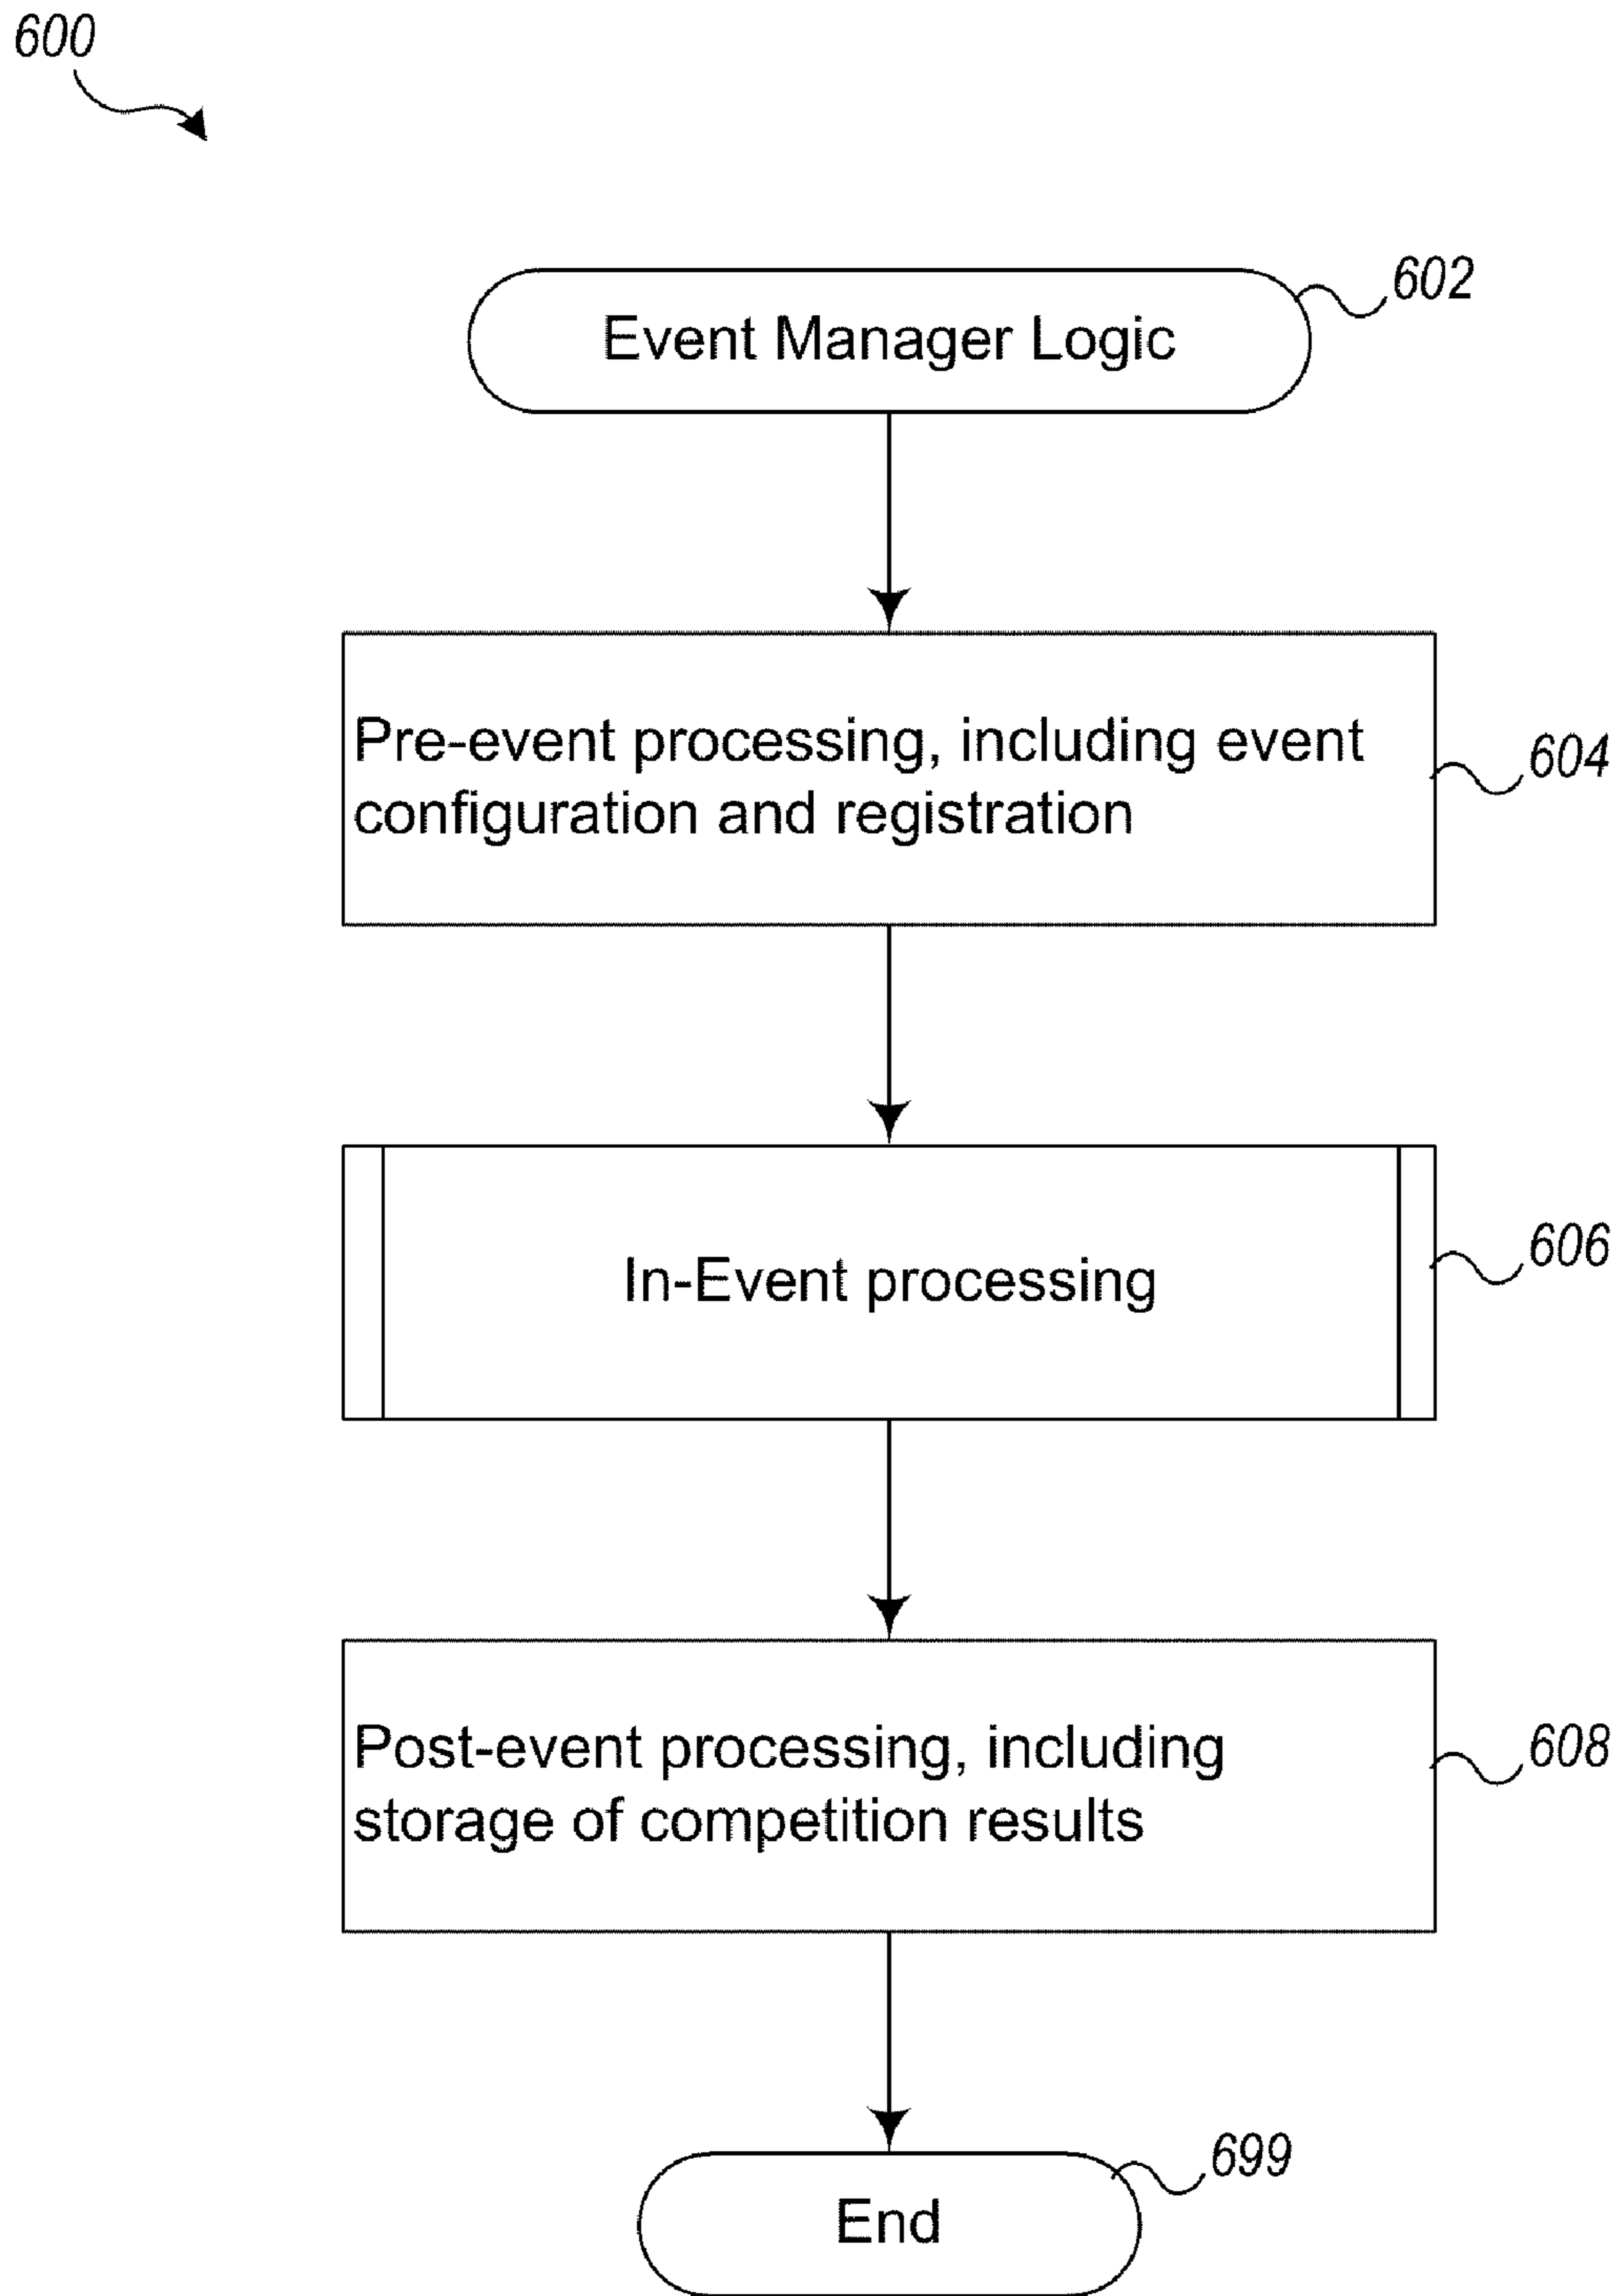 600
602
Event Manager Logic
Pre-event processing, including event
configuration and registration
604
606
In-Event processing
Post-event processing, including
storage of competition results
608
699
End